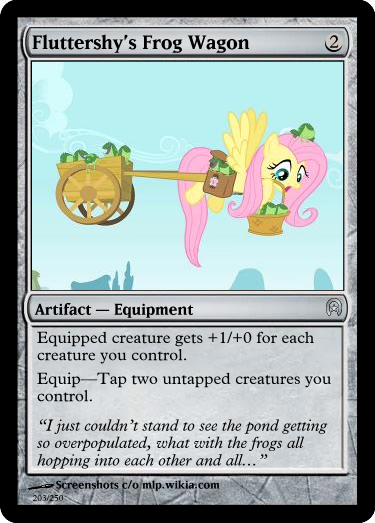 Fluttershy's Frog Wagon 2
Artifact — Equipment
Equipped creature gets +1/+0 for each
creature you control.
Equip—Tap two untapped creatures you
control.
“I just couldn't stand to see the pond getting
so overpopulated, what with the frogs all
hopping into each other and all…”
Screenshots c/o mlp.wikia.com
203/250